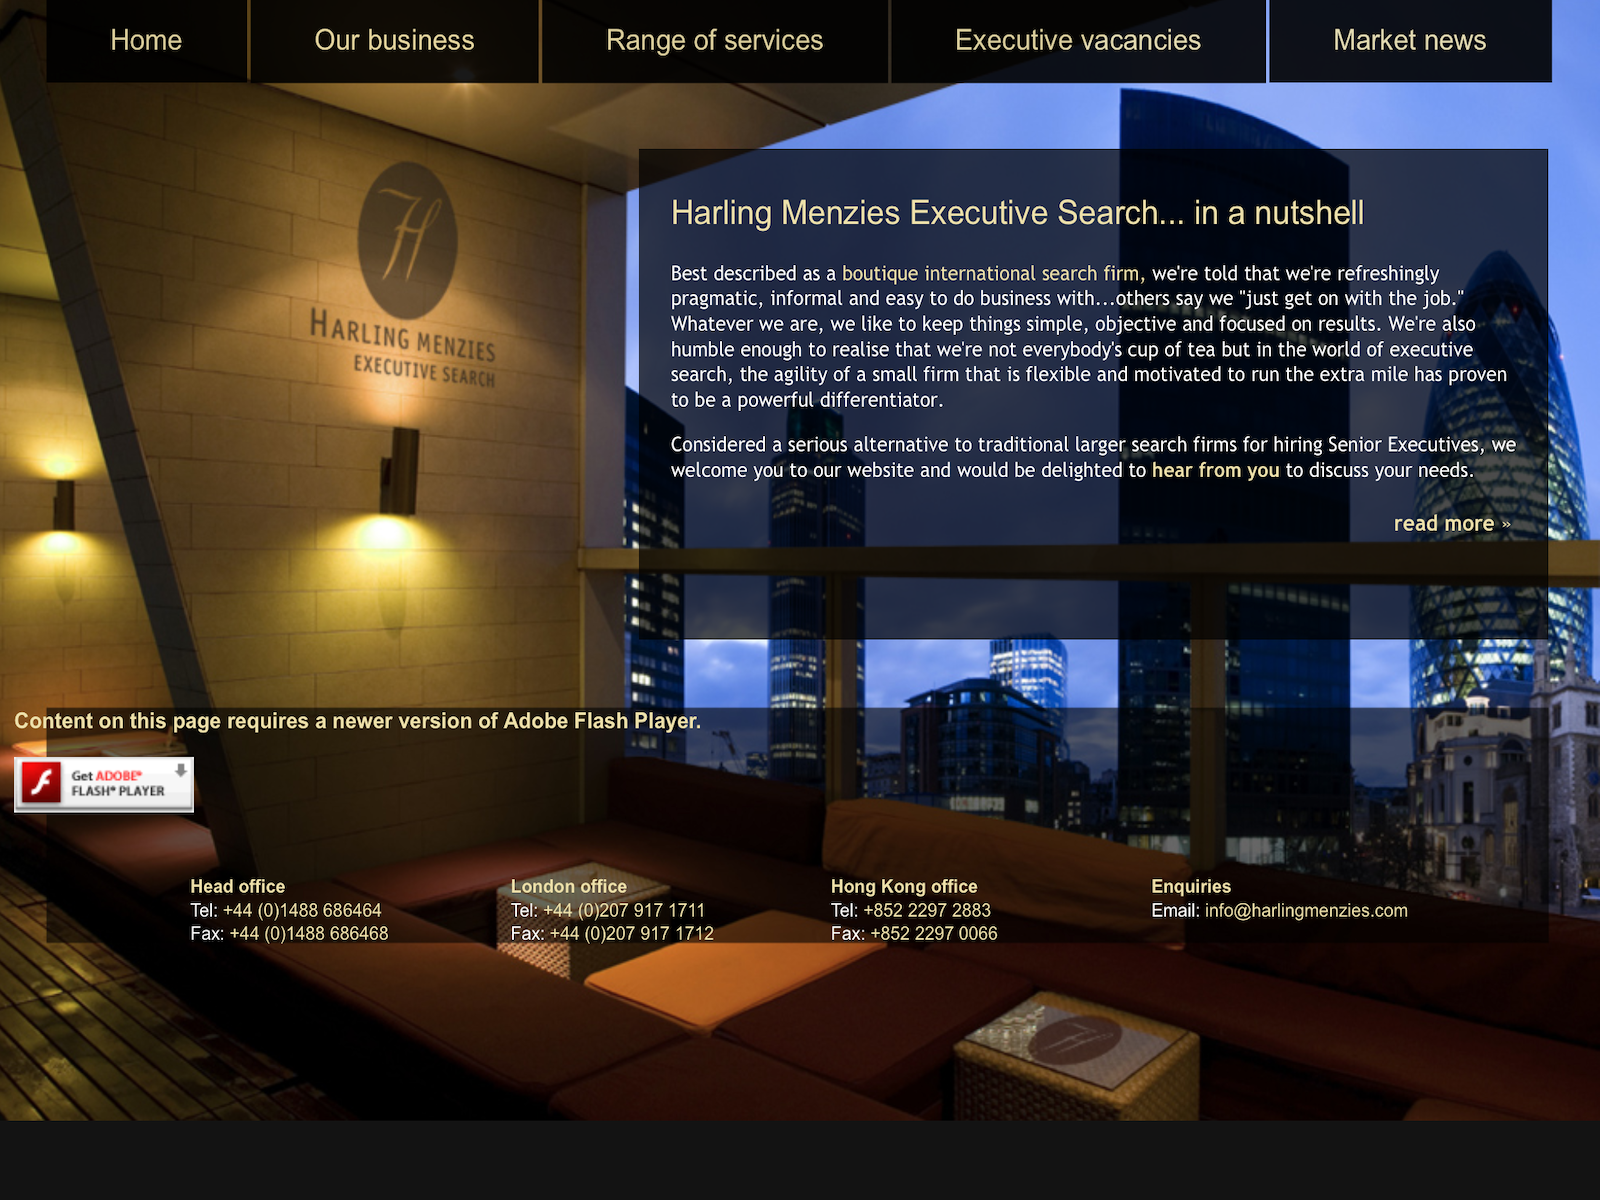 Home
Our business
Range of services
Executive vacancies
Market news
H
HARLING MENZIES
EXECUTIVE SEARCH
Harling Menzies Executive Search... in a nutshell
Best described as a boutique international search firm, we're told that we're refreshingly
pragmatic, informal and easy to do business with...others say we "just get on with the job."
Whatever we are, we like to keep things simple, objective and focused on results. We're also
humble enough to realise that we're not everybody's cup of tea but in the world of executive
search, the agility of a small firm that is flexible and motivated to run the extra mile has proven
to be a powerful differentiator.
Considered a serious alternative to traditional larger search firms for hiring Senior Executives, we
welcome you to our website and would be delighted to hear from you to discuss your needs.
read more »
Content on this page requires a newer version of Adobe Flash Player.
Get ADOBE®
FLASH® PLAYER
Head office
Tel: +44 (0)1488 686464
Fax: +44 (0)1488 686468
London office
Tel: +44 (0)207 917 1711
Fax: +44 (0)207 917 1712
Hong Kong office
Tel: +852 2297 2883
Fax: +852 2297 0066
Enquiries
Email: info@harlingmenzies.com